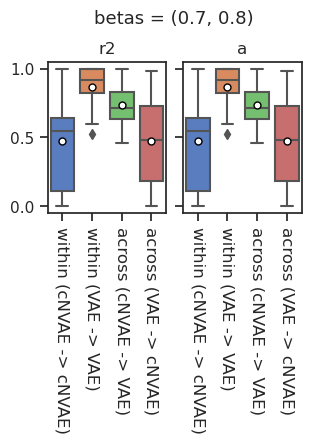 betas = (0.7, 0.8)
r2
a
1.0
0.5
0.0
within (cNVAE -> cNVAE)
within (VAE -> VAE)
across (cNVAE -> VAE)
across (VAE -> cNVAE)
within (cNVAE -> cNVAE)
within (VAE -> VAE)
across (cNVAE -> VAE)
across (VAE -> cNVAE)